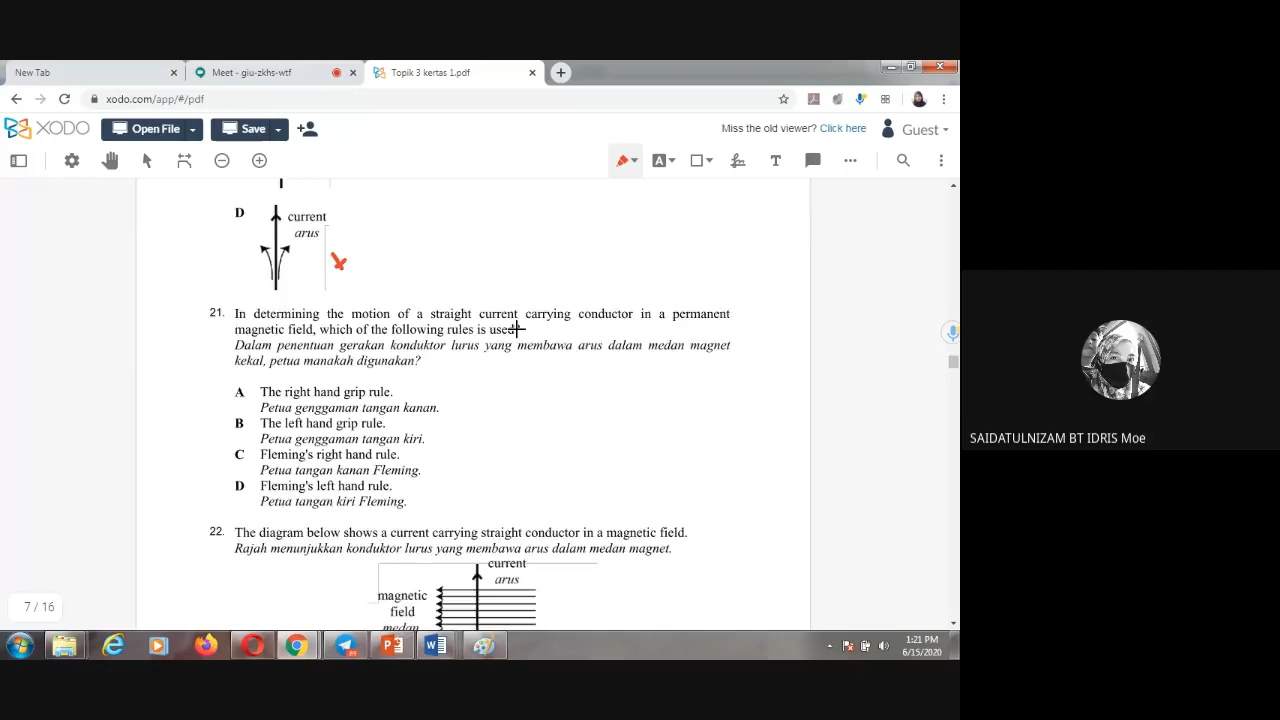 New Tab
Meet - giu-zkhs-wtf
Topik 3 kertas 1.pdf
xodo.com/app/#/pdf
XODO
Open File
Save
Miss the old viewer? Click here
Guest
A
T
D
current
arus
21. In determining the motion of a straight current carrying conductor in a permanent
magnetic field, which of the following rules is used
Dalam penentuan gerakan konduktor lurus yang membawa arus dalam medan magnet
kekal, petua manakah digunakan?
A The right hand grip rule.
Petua genggaman tangan kanan.
B The left hand grip rule.
Petua genggaman tangan kiri.
C Fleming's right hand rule.
Petua tangan kanan Fleming.
D Fleming's left hand rule.
Petua tangan kiri Fleming.
22. The diagram below shows a current carrying straight conductor in a magnetic field.
Rajah menunjukkan konduktor lurus yang membawa arus dalam medan magnet.
current
arus
magnetic
field
medan
7 / 16
1:21 PM
6/15/2020
SAIDATULNIZAM BT IDRIS Moe